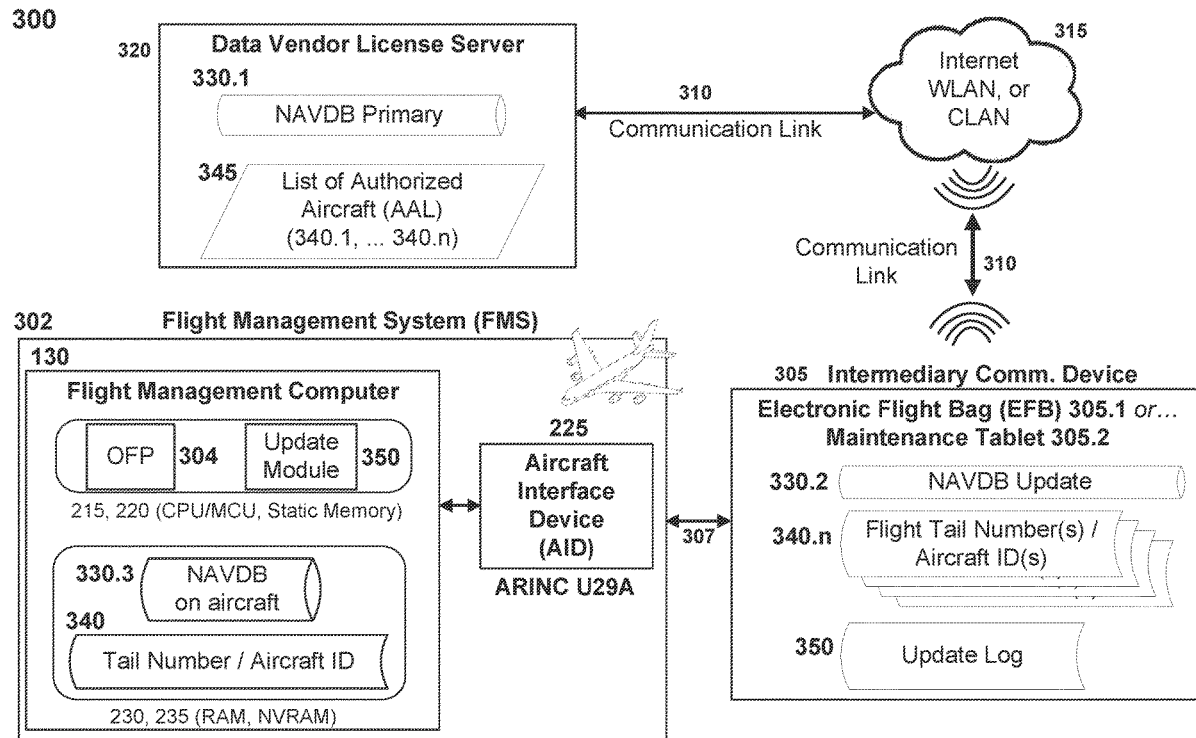 300
320
Data Vendor License Server
330.1
NAVDB Primary
345
List of Authorized
Aircraft (AAL)
(340.1, ... 340.n)
310
Communication Link
315
Internet
WLAN, or
CLAN
Communication
Link
310
302
Flight Management System (FMS)
130
Flight Management Computer
OFP
304
Update
Module
350
215, 220 (CPU/MCU, Static Memory)
330.3
NAVDB
on aircraft
340
Tail Number / Aircraft ID
230, 235 (RAM, NVRAM)
225
Aircraft
Interface
Device
(AID)
ARINC U29A
307
305 Intermediary Comm. Device
Electronic Flight Bag (EFB) 305.1 or...
Maintenance Tablet 305.2
330.2
NAVDB Update
340.n
Flight Tail Number(s) /
Aircraft ID(s)
350
Update Log